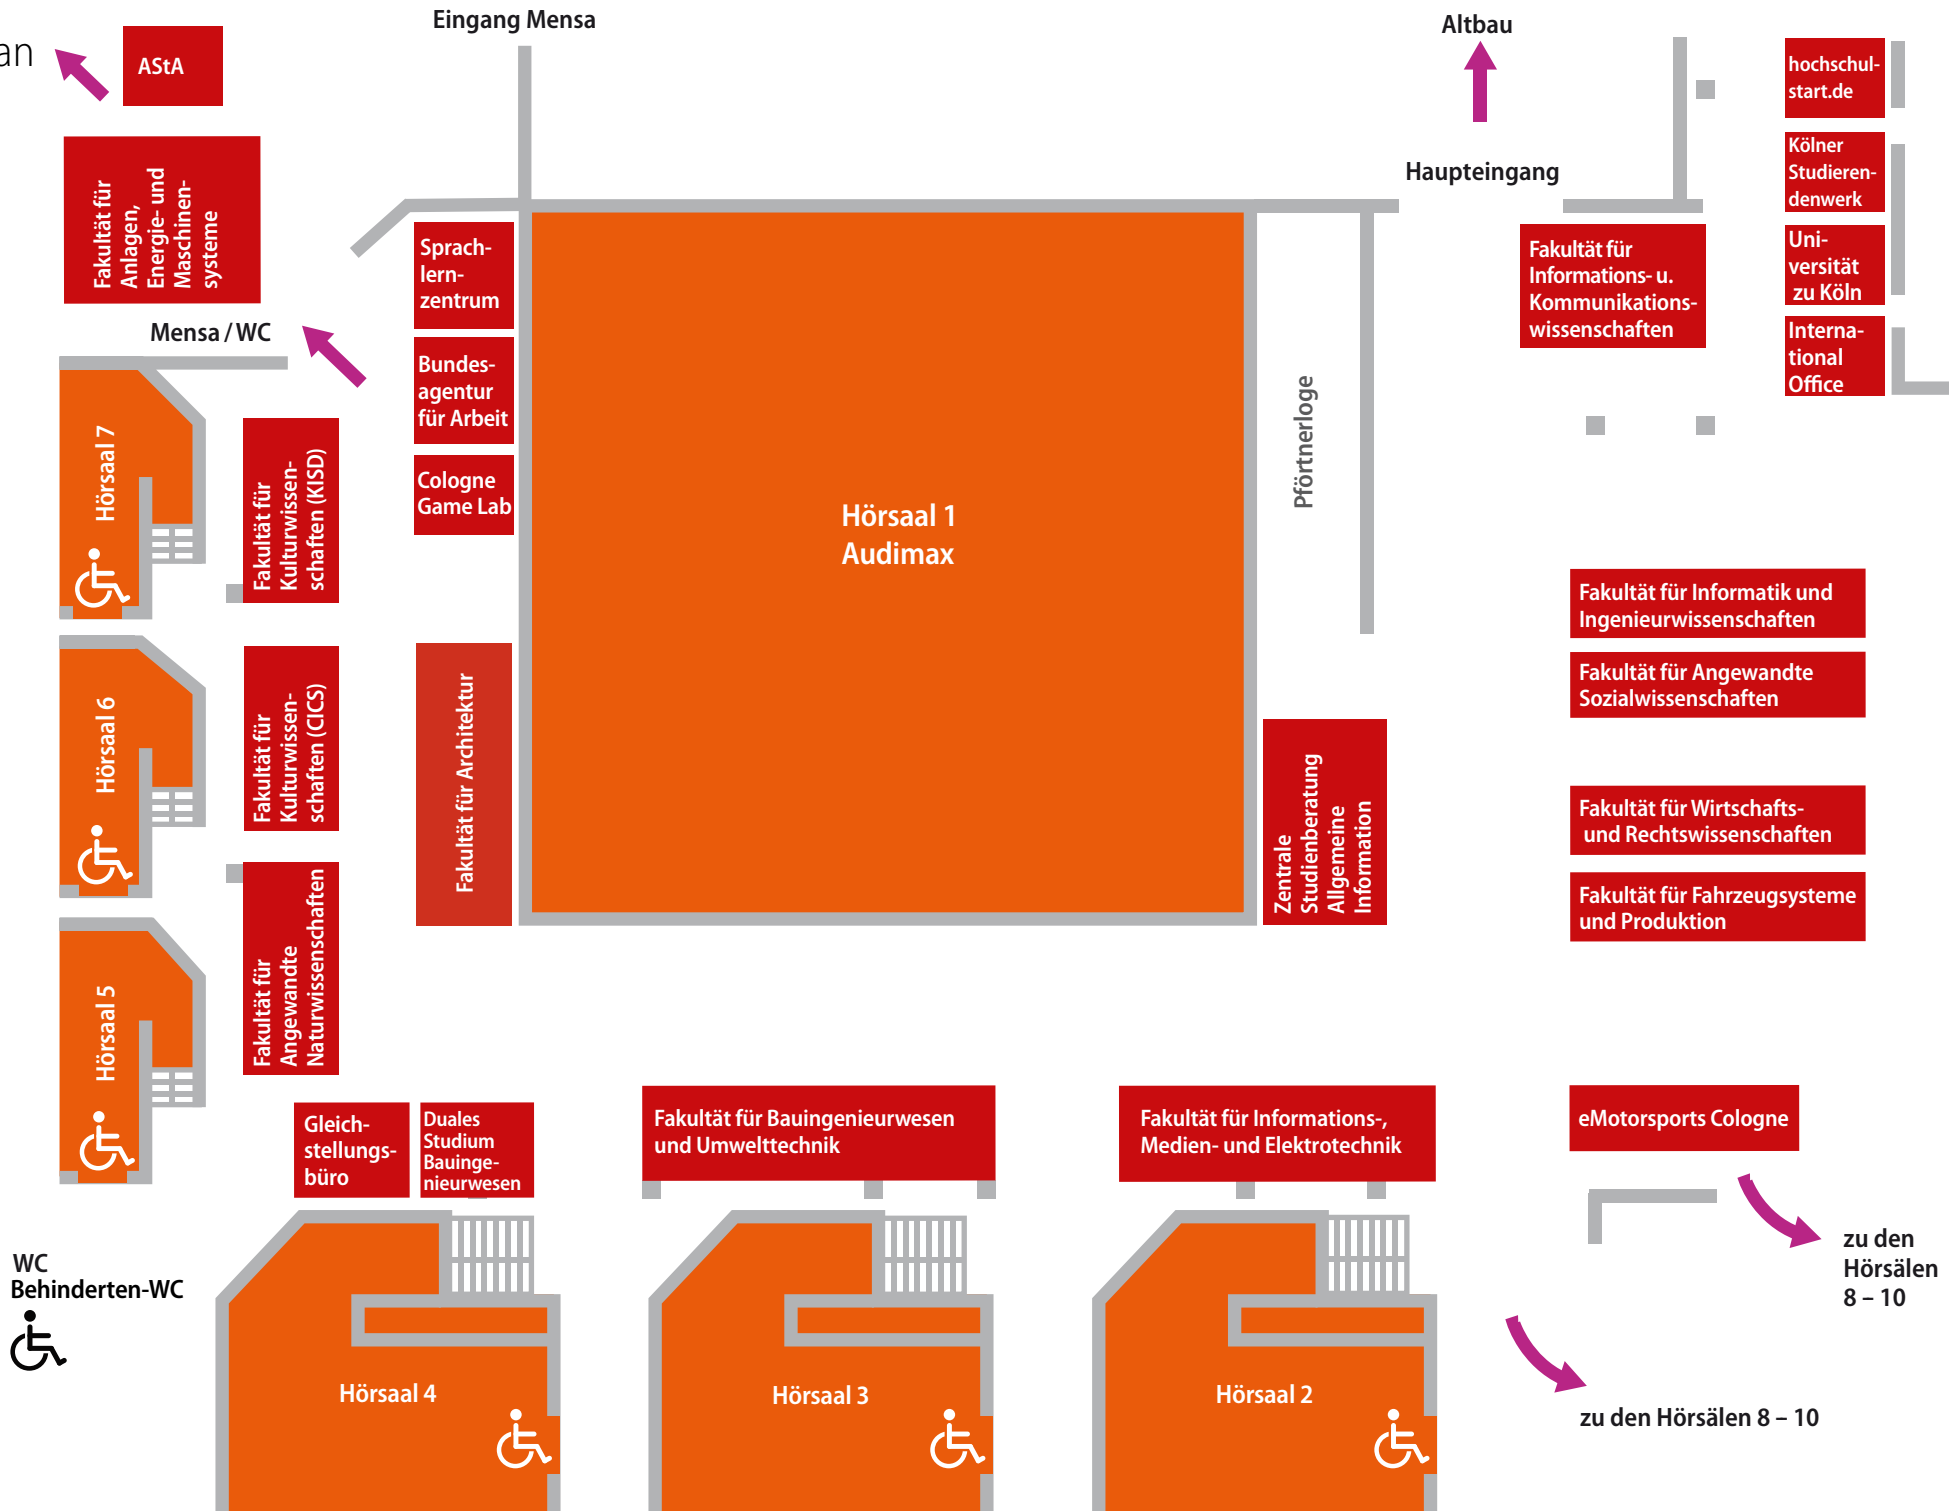 an
AStA
Eingang Mensa
Altbau
hochschul-
start.de
Kölner
Studieren-
denwerk
Uni-
versität
zu Köln
Interna-
tional
Office
Haupteingang
Fakultät für
Informations- u.
Kommunikations-
wissenschaften
Fakultät für
Anlagen,
Energie- und
Maschinen-
systeme
Mensa / WC
Sprach-
lern-
zentrum
Bundes-
agentur
für Arbeit
Cologne
Game Lab
Hörsaal 7
Fakultät für
Kulturwissen-
schaften (KISD)
Hörsaal 1
Audimax
Pförtnerloge
Fakultät für Informatik und
Ingenieurwissenschaften
Fakultät für Angewandte
Sozialwissenschaften
Hörsaal 6
Fakultät für
Kulturwissen-
schaften (CICS)
Fakultät für Architektur
Zentrale
Studienberatung
Allgemeine
Information
Fakultät für Wirtschafts-
und Rechtswissenschaften
Fakultät für Fahrzeugsysteme
und Produktion
Hörsaal 5
Fakultät für
Angewandte
Naturwissenschaften
Gleich-
stellungs-
büro
Duales
Studium
Bauinge-
nieurwesen
Fakultät für Bauingenieurwesen
und Umwelttechnik
Fakultät für Informations-,
Medien- und Elektrotechnik
eMotorsports Cologne
WC
Behinderten-WC
zu den
Hörsälen
8 – 10
Hörsaal 4
Hörsaal 3
Hörsaal 2
zu den Hörsälen 8 – 10